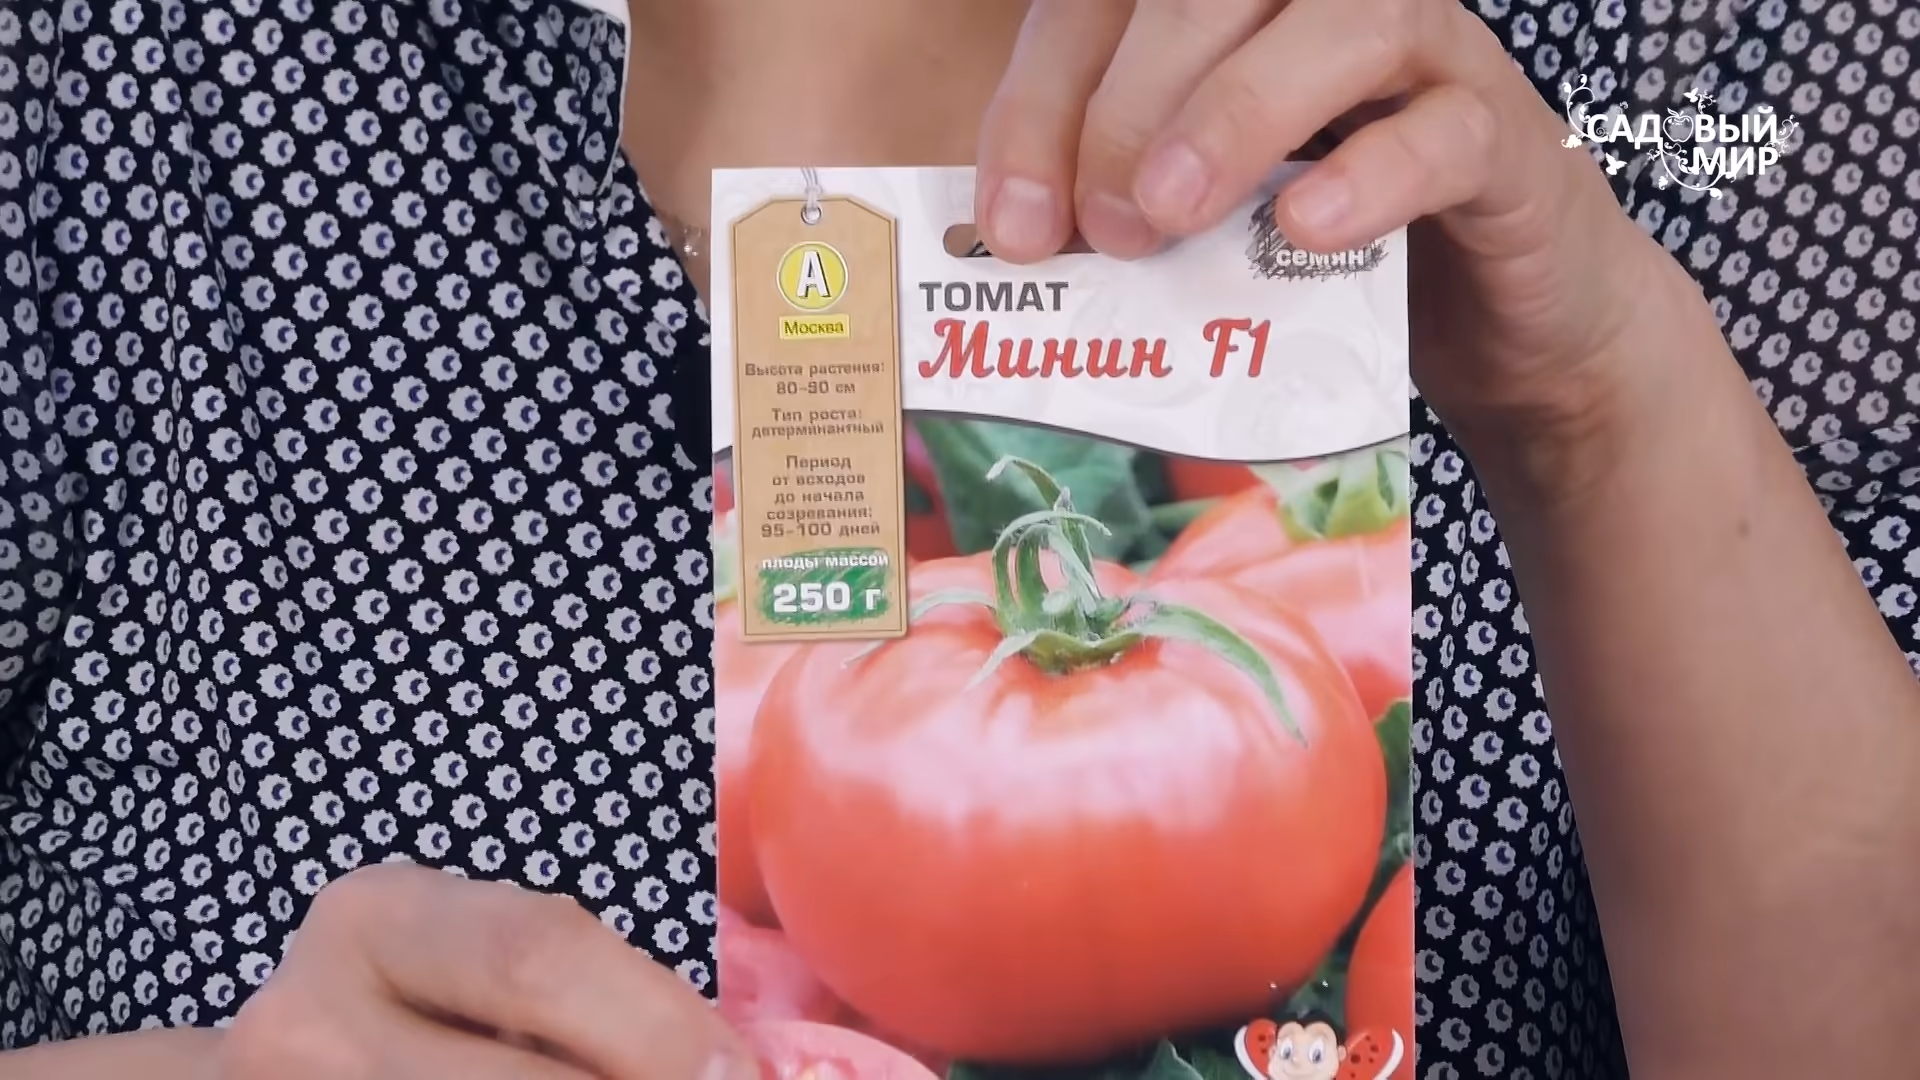 САДОВЫЙ
МИР
семян
А
Москва
ТОМАТ
Минин F1
Высота растения:
80-90 см
Тип роста:
детерминантный
Период
от всходов
до начала
созревания:
95-100 дней
плоды массой
250 г